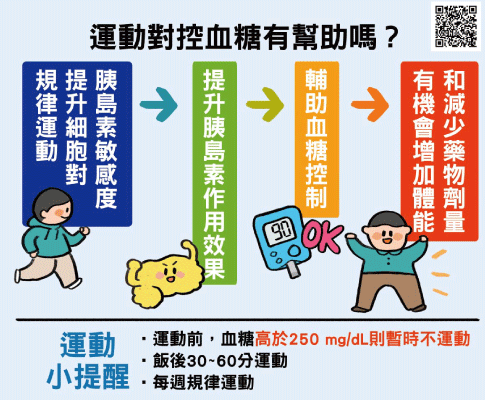 運動對控血糖有幫助嗎？
規律運動
提升細胞對
胰島素敏感度
提升胰島素作用效果
輔助血糖控制
有機會增加體能
和減少藥物劑量
90
OK
運動
小提醒
・運動前，血糖高於250 mg/dL則暫時不運動
・飯後30~60分運動
・每週規律運動